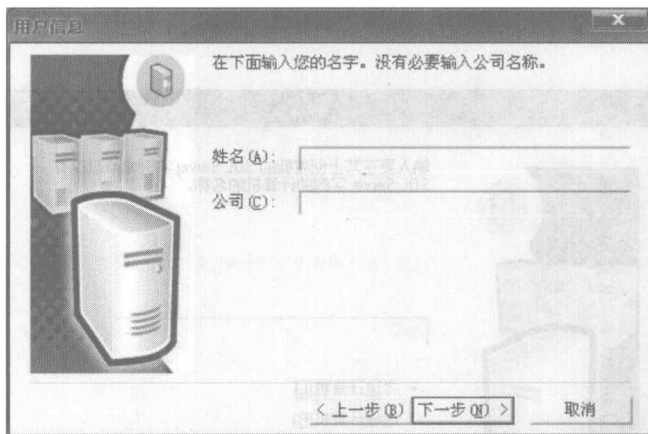 用户信息
在下面输入您的名字。没有必要输入公司名称。
姓名(A):
公司(C):
< 上一步(B)
下一步(N) >
取消